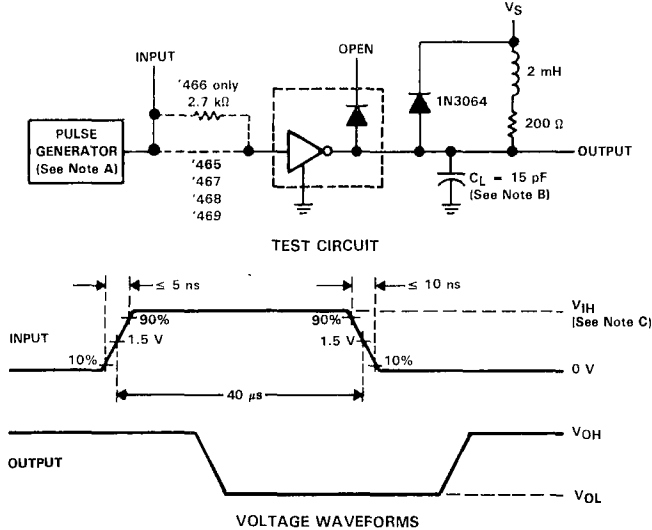 VS
INPUT
OPEN
'466 only
2.7 kΩ
2 mH
1N3064
PULSE
GENERATOR
(See Note A)
200 Ω
OUTPUT
'465
'467
'468
'469
CL = 15 pF
(See Note B)
TEST CIRCUIT
≤ 5 ns
≤ 10 ns
90%
90%
VIH
(See Note C)
INPUT
1.5 V
1.5 V
10%
10%
0 V
40 µs
VOH
OUTPUT
VOL
VOLTAGE WAVEFORMS